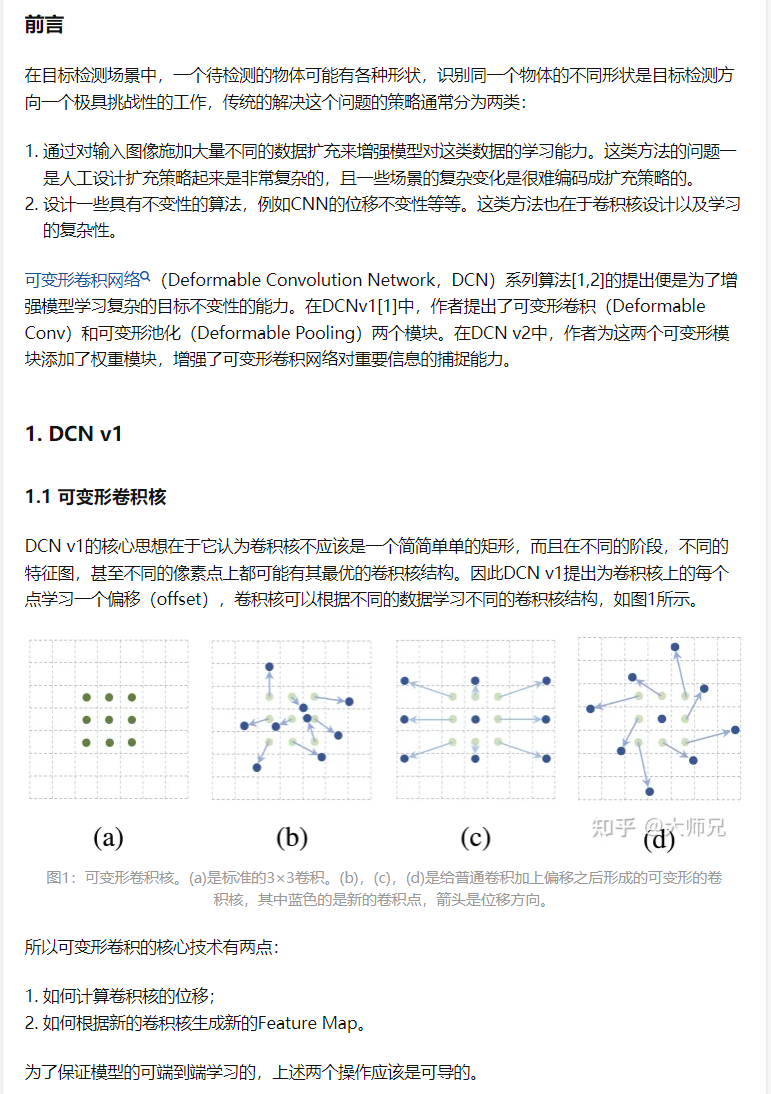 前言
在目标检测场景中，一个待检测的物体可能有各种形状，识别同一个物体的不同形状是目标检测方
向一个极具挑战性的工作，传统的解决这个问题的策略通常分为两类：
1. 通过对输入图像施加大量不同的数据扩充来增强模型对这类数据的学习能力。这类方法的问题一
是人工设计扩充策略起来是非常复杂的，且一些场景的复杂变化是很难编码成扩充策略的。
2. 设计一些具有不变性的算法，例如CNN的位移不变性等等。这类方法也在于卷积核设计以及学习
的复杂性。
可变形卷积网络（Deformable Convolution Network，DCN）系列算法[1,2]的提出便是为了增
强模型学习复杂的目标不变性的能力。在DCNv1[1]中，作者提出了可变形卷积（Deformable
Conv）和可变形池化（Deformable Pooling）两个模块。在DCN v2中，作者为这两个可变形模
块添加了权重模块，增强了可变形卷积网络对重要信息的捕捉能力。
1. DCN v1
1.1 可变形卷积核
DCN v1的核心思想在于它认为卷积核不应该是一个简简单单的矩形，而且在不同的阶段，不同的
特征图，甚至不同的像素点上都可能有其最优的卷积核结构。因此DCN v1提出为卷积核上的每个
点学习一个偏移（offset），卷积核可以根据不同的数据学习不同的卷积核结构，如图1所示。
知乎 @大师兄
(a) (b) (c) (d)
图1：可变形卷积核。(a)是标准的3×3卷积。(b)，(c)，(d)是给普通卷积加上偏移之后形成的可变形的卷
积核，其中蓝色的是新的卷积点，箭头是位移方向。
所以可变形卷积的核心技术有两点：
1. 如何计算卷积核的位移；
2. 如何根据新的卷积核生成新的Feature Map。
为了保证模型的可端到端学习的，上述两个操作应该是可导的。